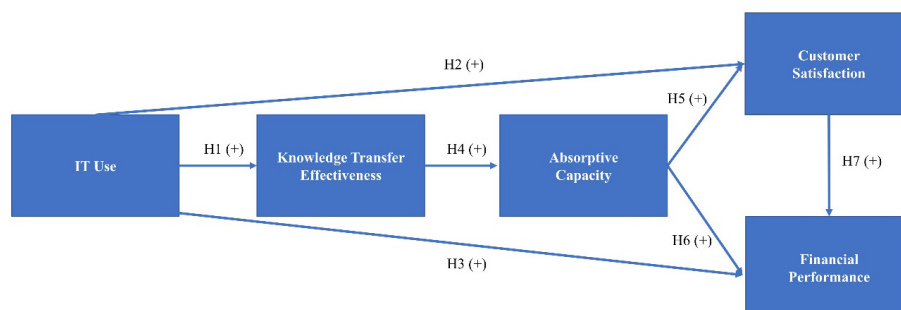 Customer
Satisfaction
H2 (+)
H5 (+)
IT Use
H1 (+)
Knowledge Transfer
Effectiveness
H4 (+)
Absorptive
Capacity
H7 (+)
H6 (+)
H3 (+)
Financial
Performance